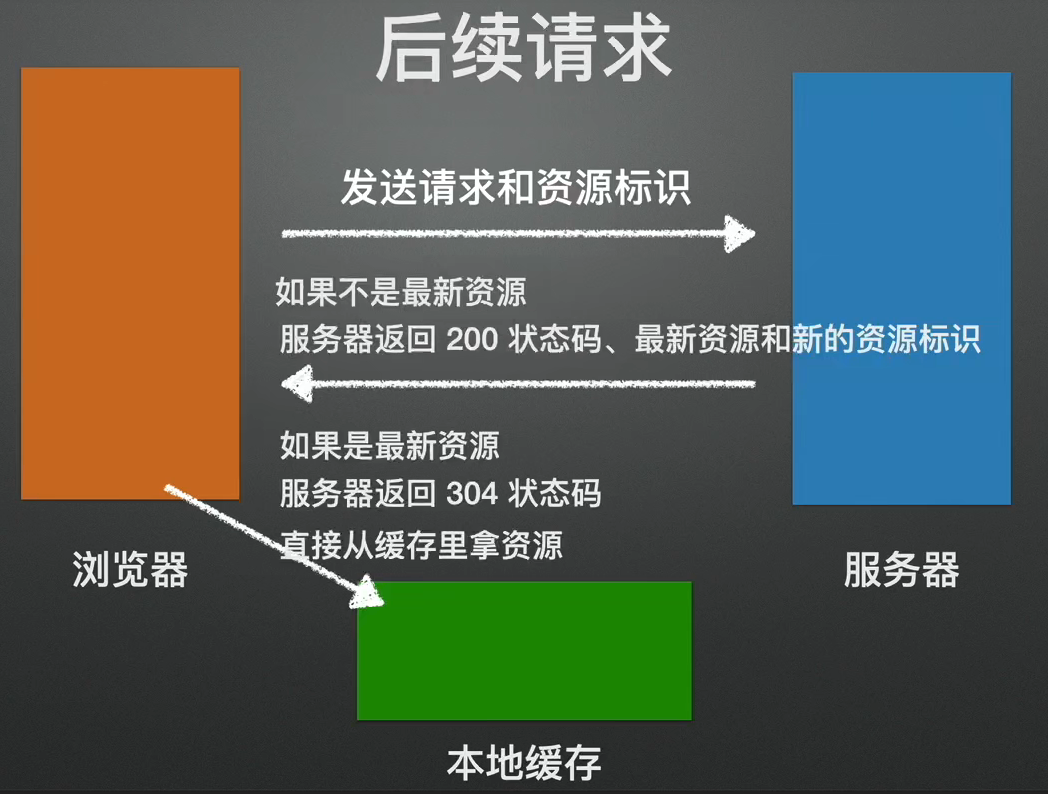 后续请求
发送请求和资源标识
如果不是最新资源
服务器返回 200 状态码、最新资源和新的资源标识
如果是最新资源
服务器返回 304 状态码
直接从缓存里拿资源
浏览器
服务器
本地缓存